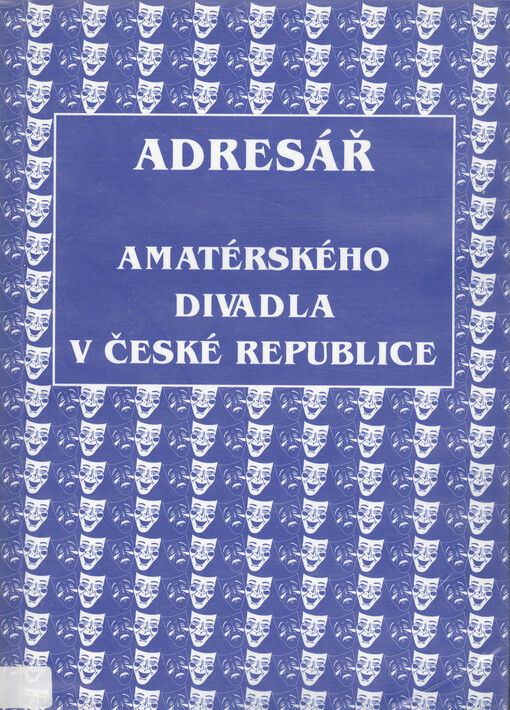 ADRESÁŘ
AMATÉRSKÉHO
DIVADLA
V ČESKÉ REPUBLICE